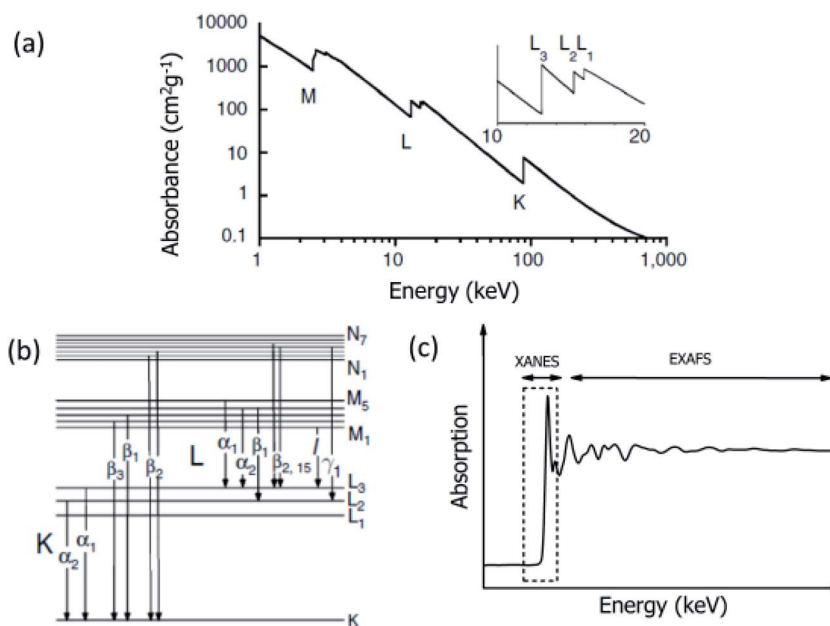 (a)
Absorbance (cm²g⁻¹)
10000
1000
100
10
1
0.1
M
L
K
1
10
100
1,000
Energy (keV)
L₃
L₂
L₁
10
20
(b)
N₇
N₁
M₅
M₁
L₃
L₂
L₁
K
L
K
α₂
α₁
β₃
β₁
β₂
α₁
α₂
β₁
β₂, ₁₅
l
γ₁
(c)
XANES
EXAFS
Absorption
Energy (keV)